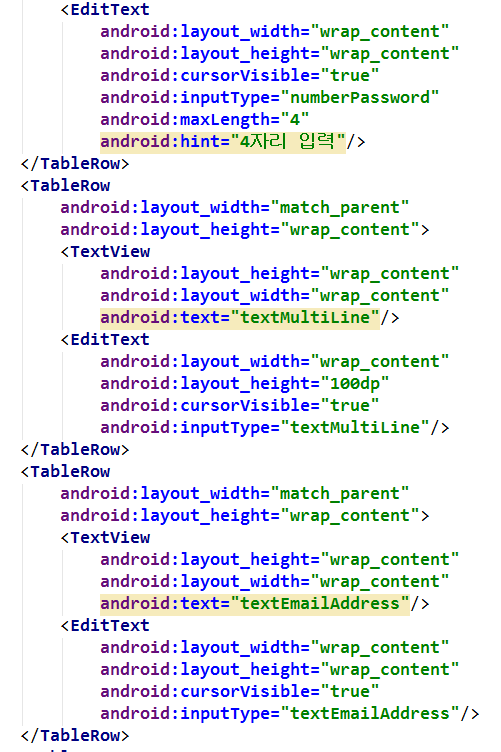 <EditText
android:layout_width="wrap_content"
android:layout_height="wrap_content"
android:cursorVisible="true"
android:inputType="numberPassword"
android:maxLength="4"
android:hint="4자리 입력"/>
</TableRow>
<TableRow
android:layout_width="match_parent"
android:layout_height="wrap_content">
<TextView
android:layout_height="wrap_content"
android:layout_width="wrap_content"
android:text="textMultiLine"/>
<EditText
android:layout_width="wrap_content"
android:layout_height="100dp"
android:cursorVisible="true"
android:inputType="textMultiLine"/>
</TableRow>
<TableRow
android:layout_width="match_parent"
android:layout_height="wrap_content">
<TextView
android:layout_height="wrap_content"
android:layout_width="wrap_content"
android:text="textEmailAddress"/>
<EditText
android:layout_width="wrap_content"
android:layout_height="wrap_content"
android:cursorVisible="true"
android:inputType="textEmailAddress"/>
</TableRow>